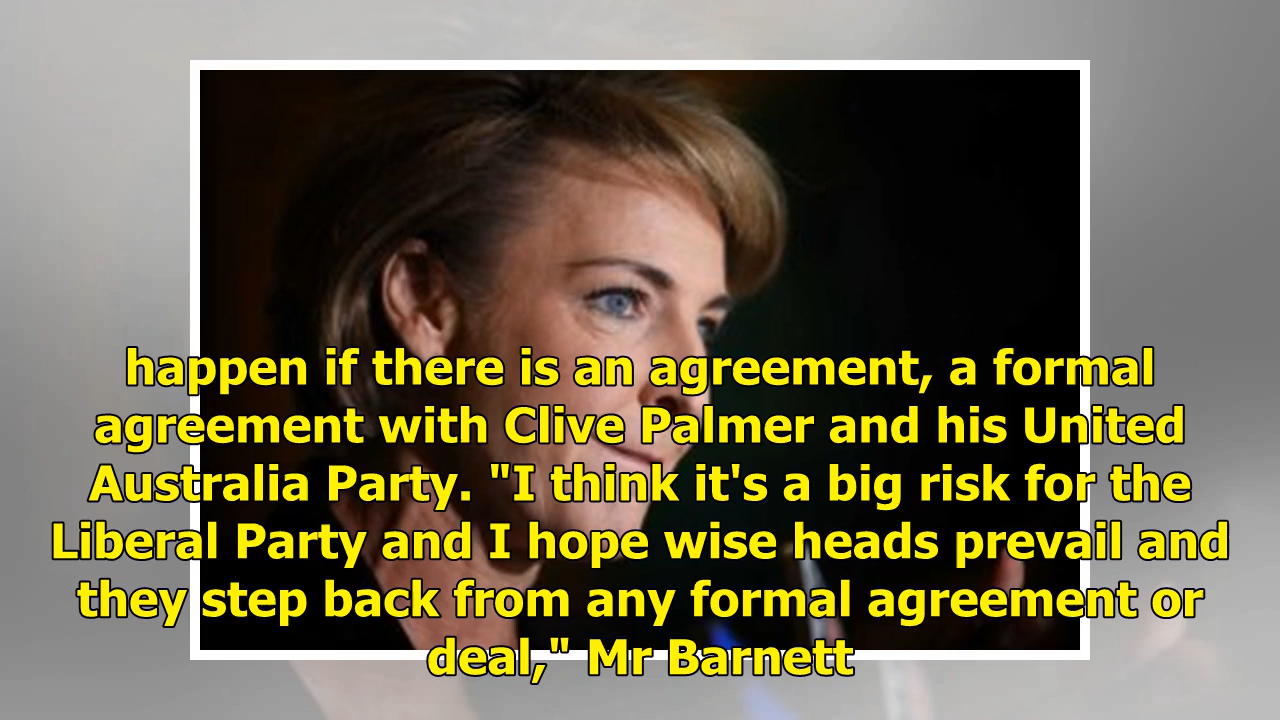 happen if there is an agreement, a formal
agreement with Clive Palmer and his United
Australia Party. "I think it's a big risk for the
Liberal Party and I hope wise heads prevail and
they step back from any formal agreement or
deal," Mr Barnett